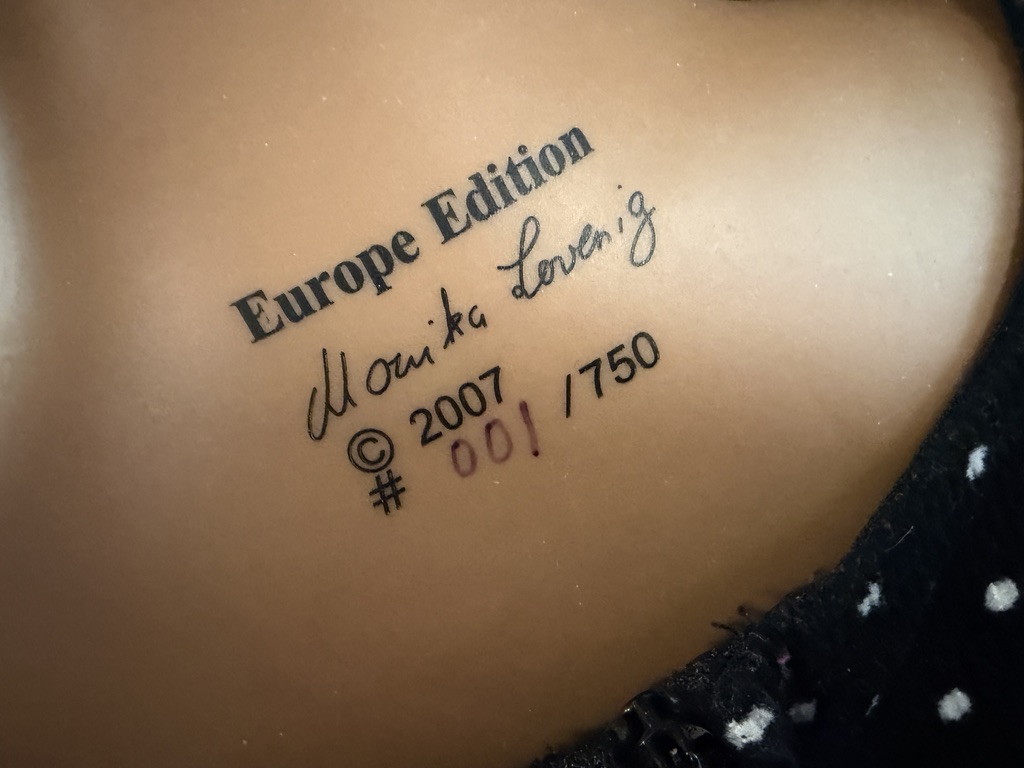 Europe Edition
Monika Levenig
© 2007
# 001 /750